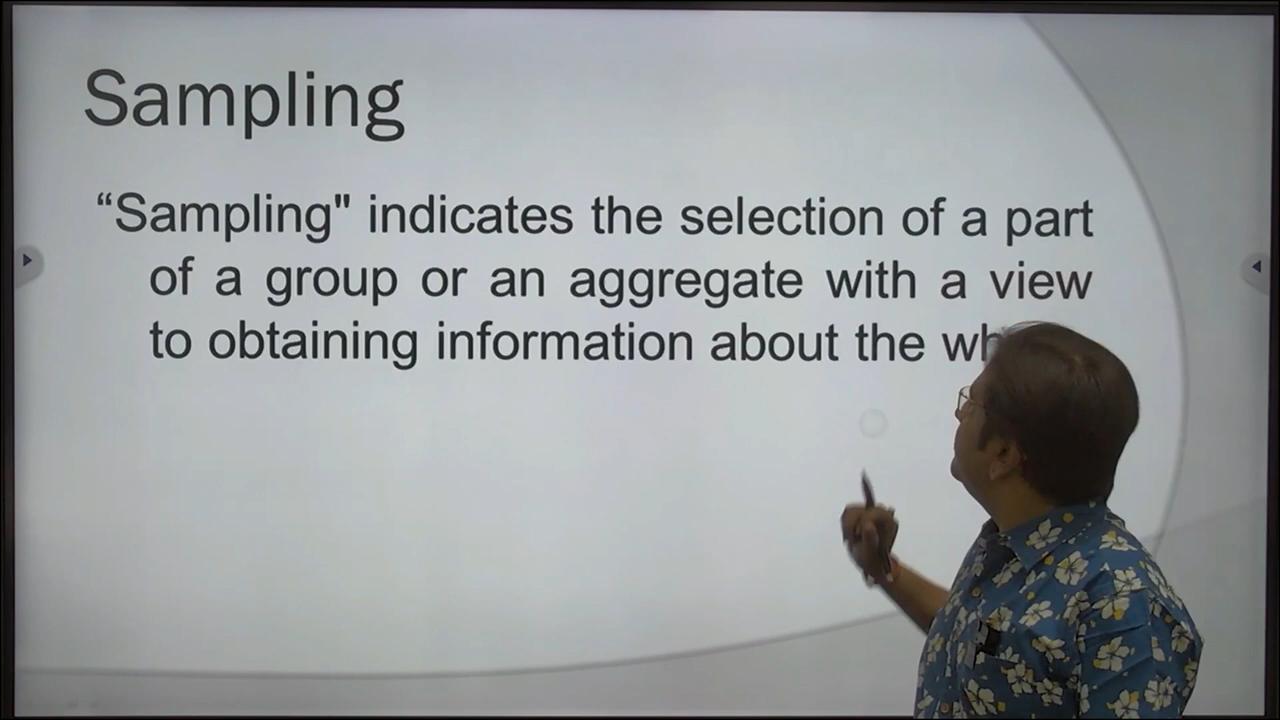 Sampling
“Sampling" indicates the selection of a part
of a group or an aggregate with a view
to obtaining information about the